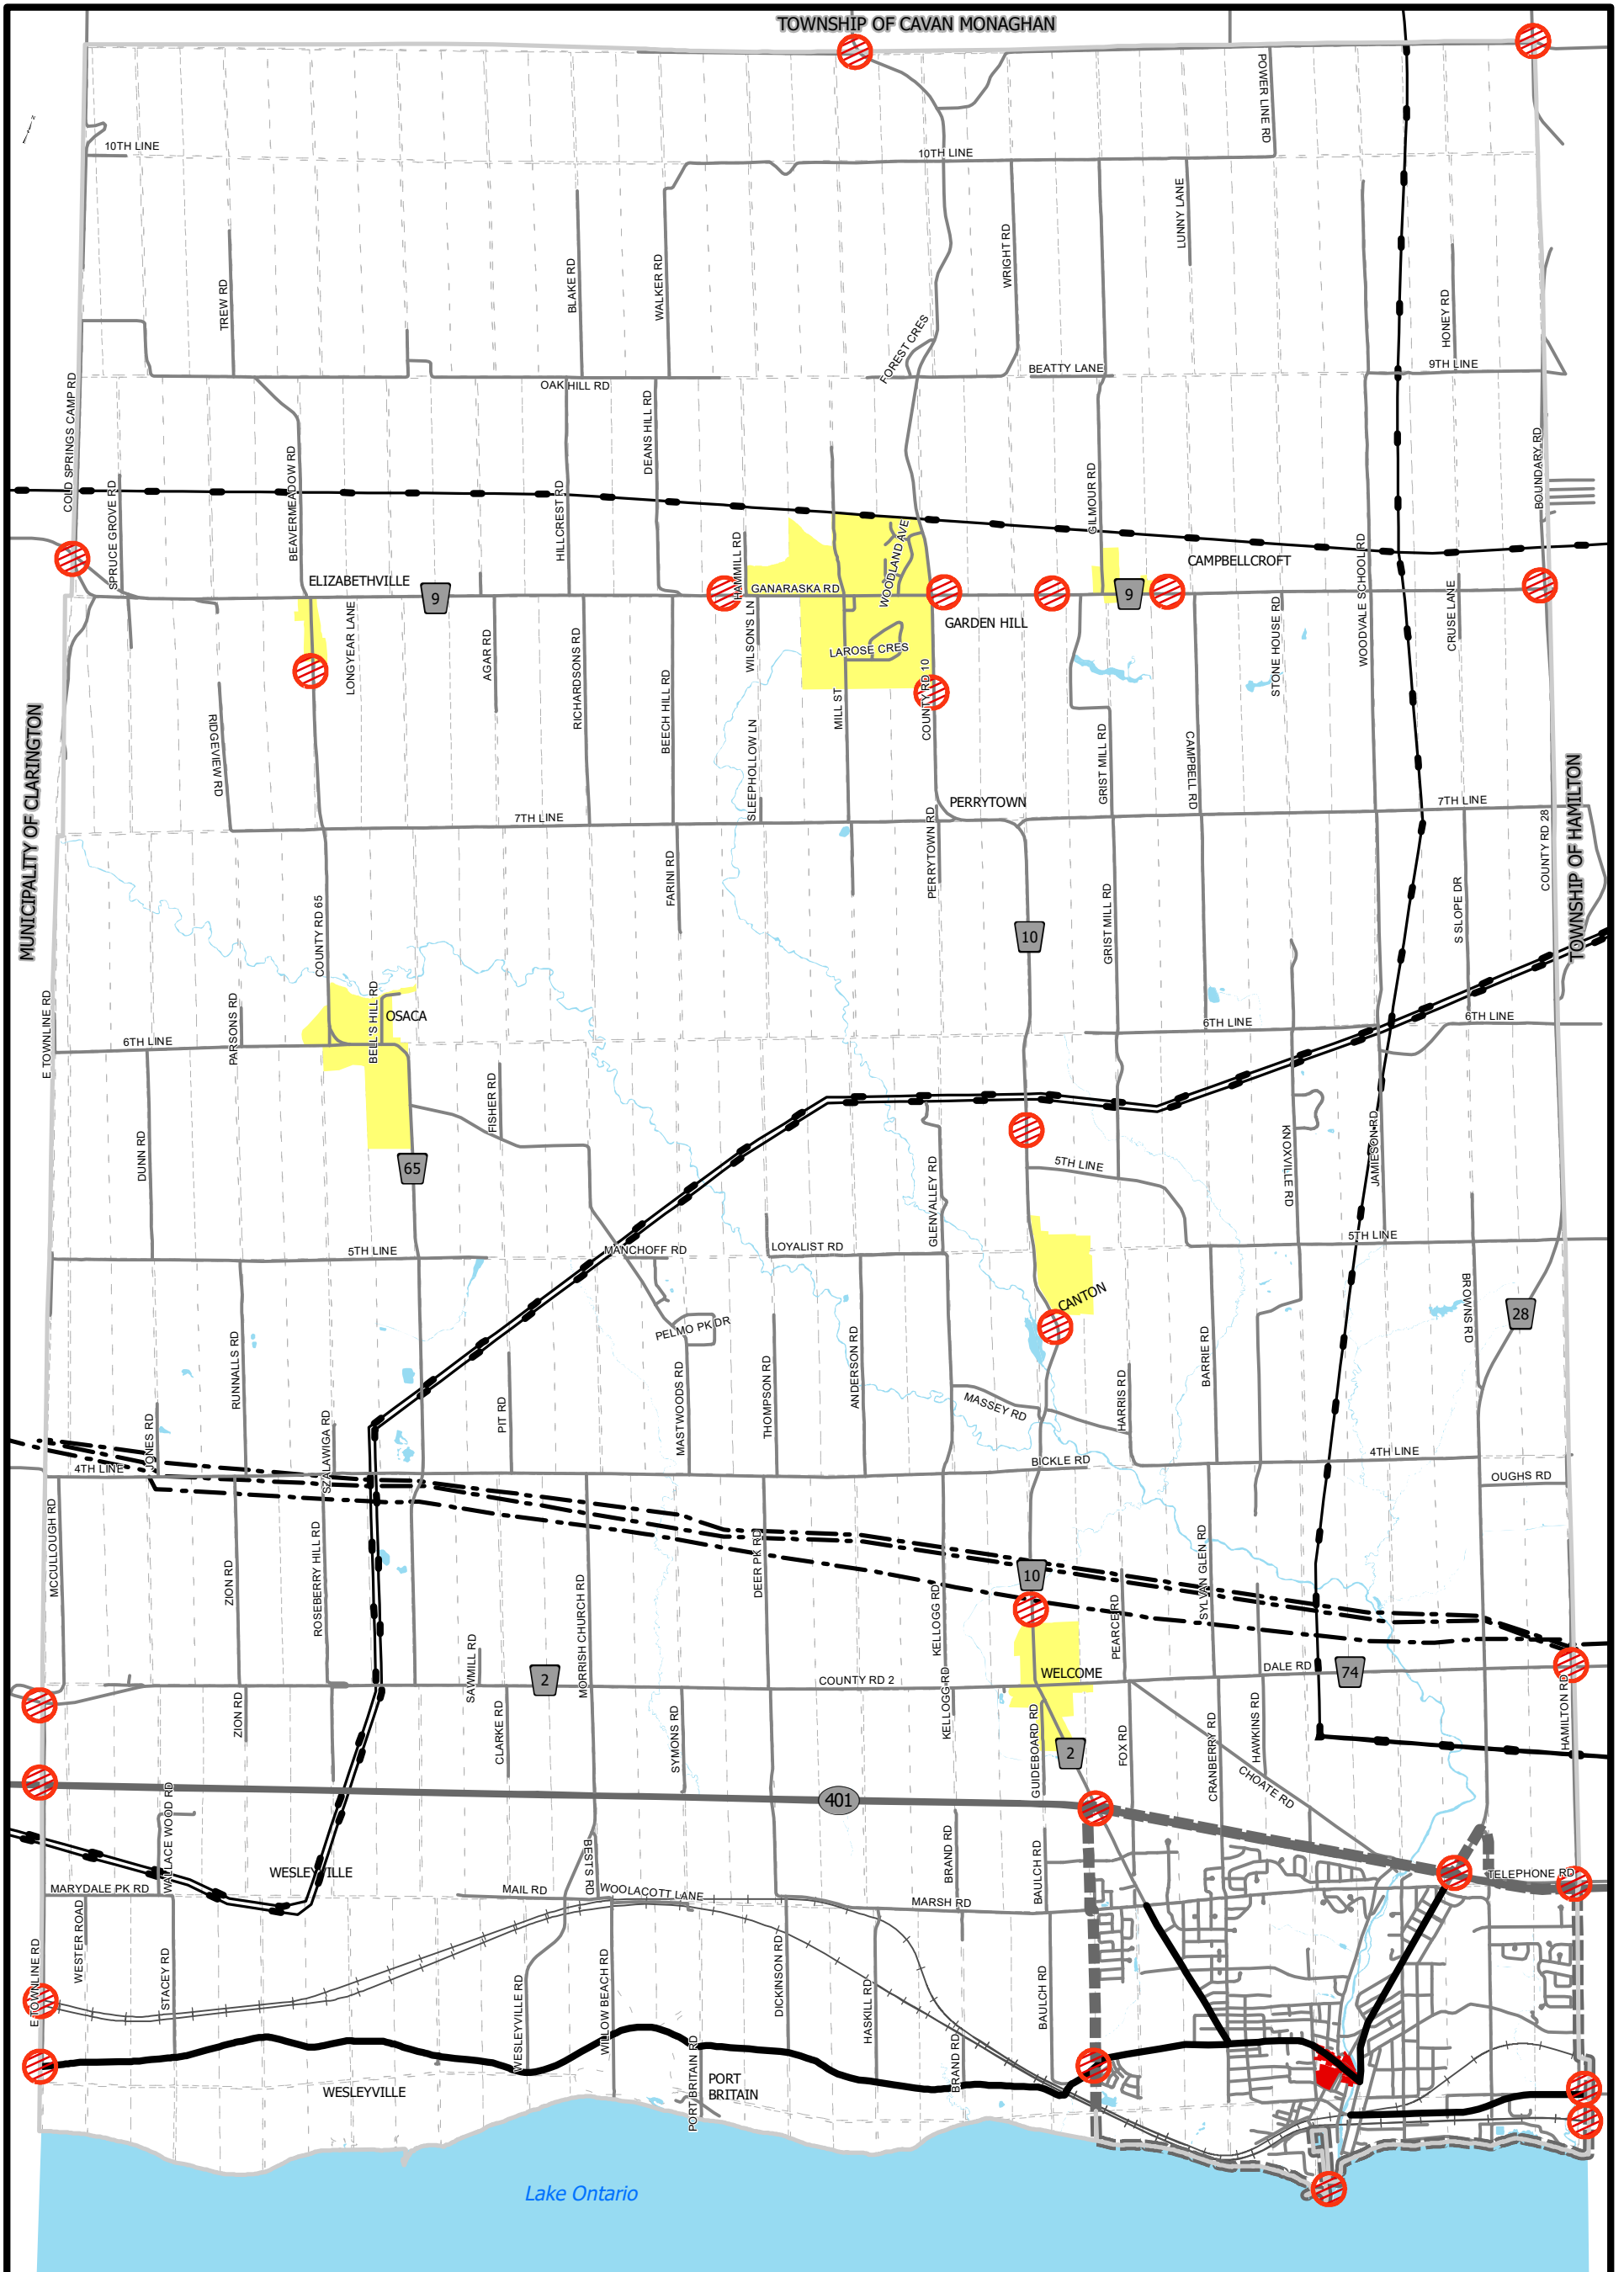 TOWNSHIP OF CAVAN MONAGHAN
POWER LINE RD
10TH LINE
10TH LINE
LUNNY LANE
WRIGHT RD
BLAKE RD
WALKER RD
TREW RD
HONEY RD
FOREST CRES
9TH LINE
BEATTY LANE
OAK HILL RD
COLD SPRINGS CAMP RD
DEANS HILL RD
BEAVERMEADOW RD
BOUNDARY RD
GILMOUR RD
SPRUCE GROVE RD
HILLCREST RD
HAMMILL RD
WOODLAND AVE
WOODVALE SCHOOL RD
CAMPBELLCROFT
ELIZABETHVILLE
GANARASKA RD
9
9
CRUSE LANE
GARDEN HILL
STONE HOUSE RD
LONGYEAR LANE
AGAR RD
RICHARDSONS RD
WILSON'S LN
LAROSE CRES
BEECH HILL RD
MILL ST
COUNTY RD 10
RIDGEVIEW RD
SLEEPHOLLOW LN
GRIST MILL RD
CAMPBELL RD
MUNICIPALITY OF CLARINGTON
TOWNSHIP OF HAMILTON
PERRYTOWN
7TH LINE
7TH LINE
PERRYTOWN RD
FARINI RD
COUNTY RD 28
S SLOPE DR
COUNTY RD 65
10
GRIST MILL RD
E TOWNLINE RD
PARSONS RD
BELL'S HILL RD
OSACA
6TH LINE
6TH LINE
6TH LINE
FISHER RD
DUNN RD
65
GLENVALLEY RD
5TH LINE
KNOXVILLE RD
JAMIESON RD
5TH LINE
MANCHOFF RD
LOYALIST RD
5TH LINE
CANTON
BROWNS RD
28
PELMO PK DR
RUNNALLS RD
ANDERSON RD
BARRIE RD
MASTWOODS RD
THOMPSON RD
PIT RD
MASSEY RD
HARRIS RD
JONES RD
SZALAWIGA RD
4TH LINE
BICKLE RD
4TH LINE
OUGHS RD
MCCULLOUGH RD
ZION RD
ROSEBERRY HILL RD
DEER PK RD
MORRISH CHURCH RD
KELLOGG RD
10
PEARCE RD
SYLVAN GLEN RD
SAWMILL RD
2
COUNTY RD 2
WELCOME
DALE RD
74
ZION RD
CLARKE RD
SYMONS RD
KELLOGG RD
GUIDEBOARD RD
2
FOX RD
CRANBERRY RD
HAWKINS RD
HAMILTON RD
CHOATE RD
401
WALLACE WOOD RD
WESLEYVILLE
BESTS RD
BRAND RD
BAULCH RD
TELEPHONE RD
MARYDALE PK RD
MAIL RD
WOOLACOTT LANE
MARSH RD
WESTER ROAD
E TOWNLINE RD
STACEY RD
WESLEYVILLE RD
WILLOW BEACH RD
DICKINSON RD
HASKILL RD
BAULCH RD
BRAND RD
PORT BRITAIN RD
PORT
BRITAIN
WESLEYVILLE
Lake Ontario